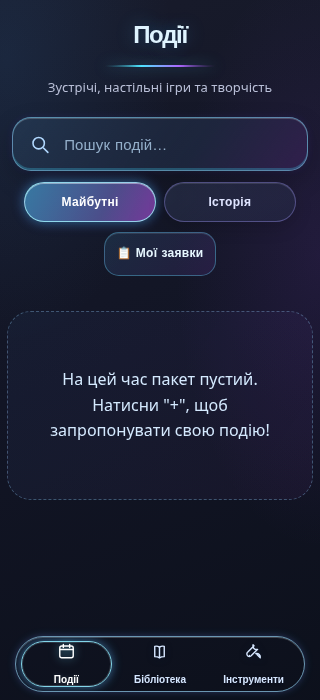 Події
Зустрічі, настільні ігри та творчість
Пошук подій...
Майбутні
Історія
📋 Мої заявки
На цей час пакет пустий.
Натисни "+", щоб
запропонувати свою подію!
Події
Бібліотека
Інструменти